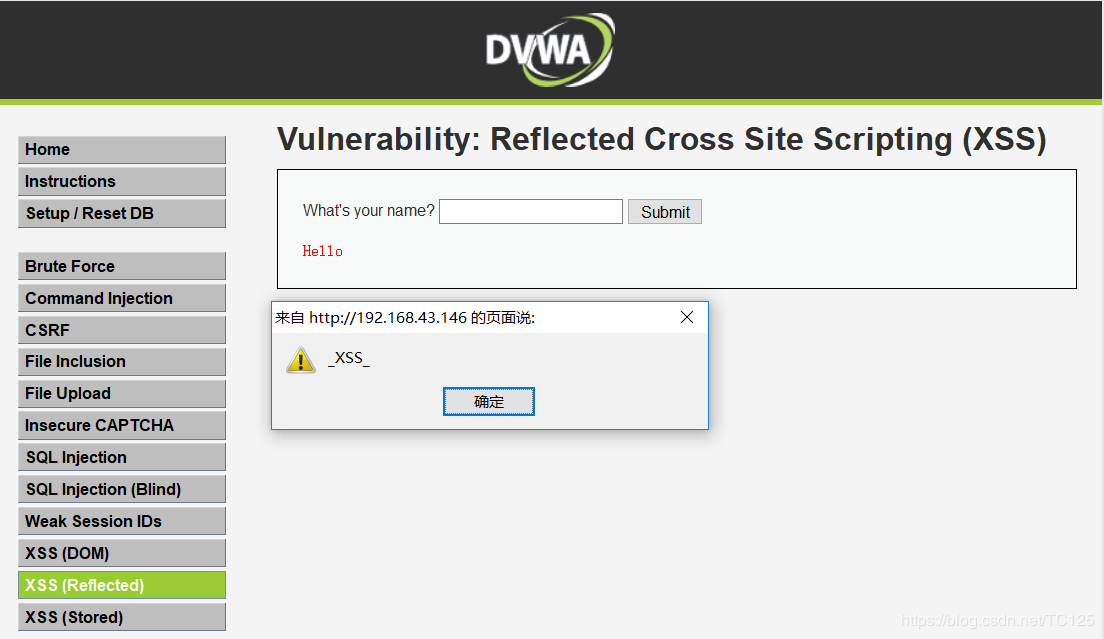 DVWA
Vulnerability: Reflected Cross Site Scripting (XSS)
Home
Instructions
Setup / Reset DB
Brute Force
Command Injection
CSRF
File Inclusion
File Upload
Insecure CAPTCHA
SQL Injection
SQL Injection (Blind)
Weak Session IDs
XSS (DOM)
XSS (Reflected)
XSS (Stored)
What's your name? Submit
Hello
来自 http://192.168.43.146 的页面说:
_XSS_
确定
https://blog.csdn.net/TC125